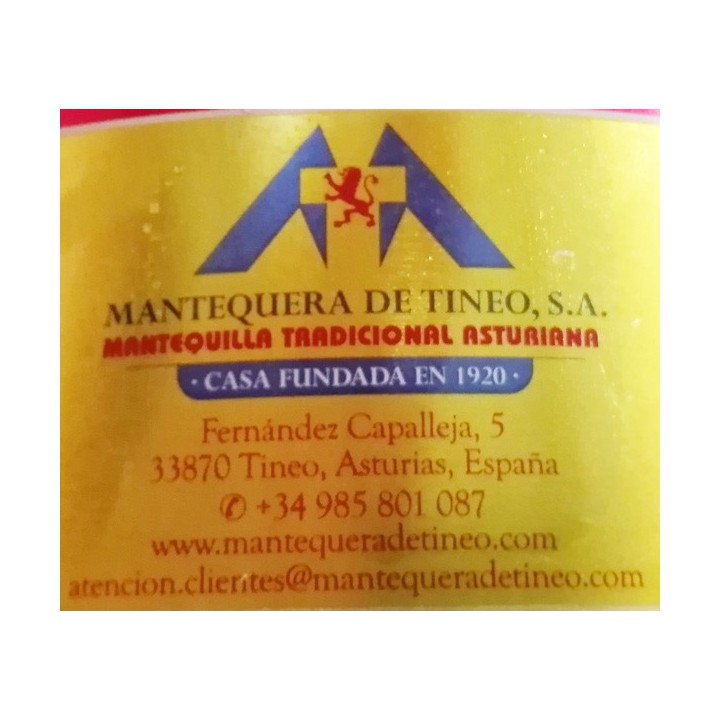 MANTEQUERA DE TINEO, S.A.
MANTEQUILLA TRADICIONAL ASTURIANA
· CASA FUNDADA EN 1920 ·
Fernández Capalleja, 5
33870 Tineo, Asturias, España
✆ +34 985 801 087
www.mantequeradetineo.com
atencion.clientes@mantequeradetineo.com